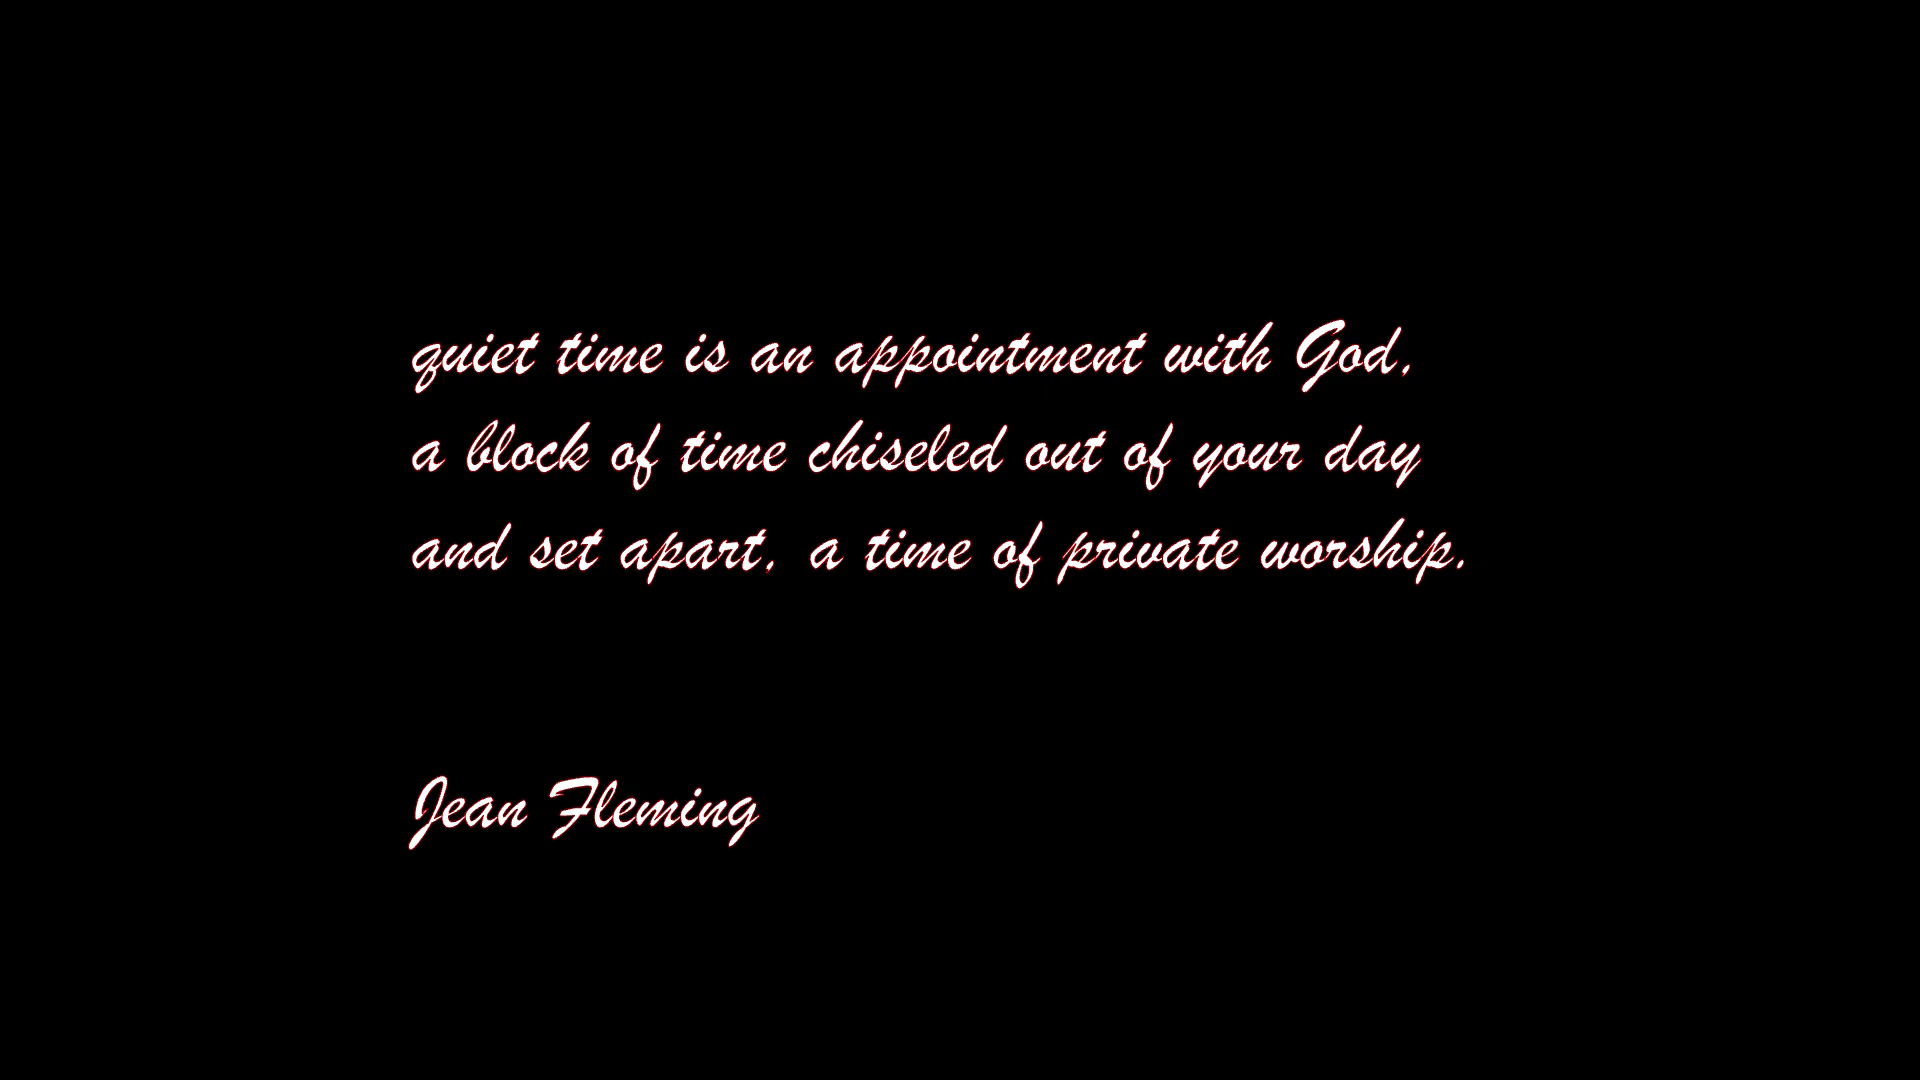 quiet time is an appointment with God,
a block of time chiseled out of your day
and set apart, a time of private worship.
Jean Fleming